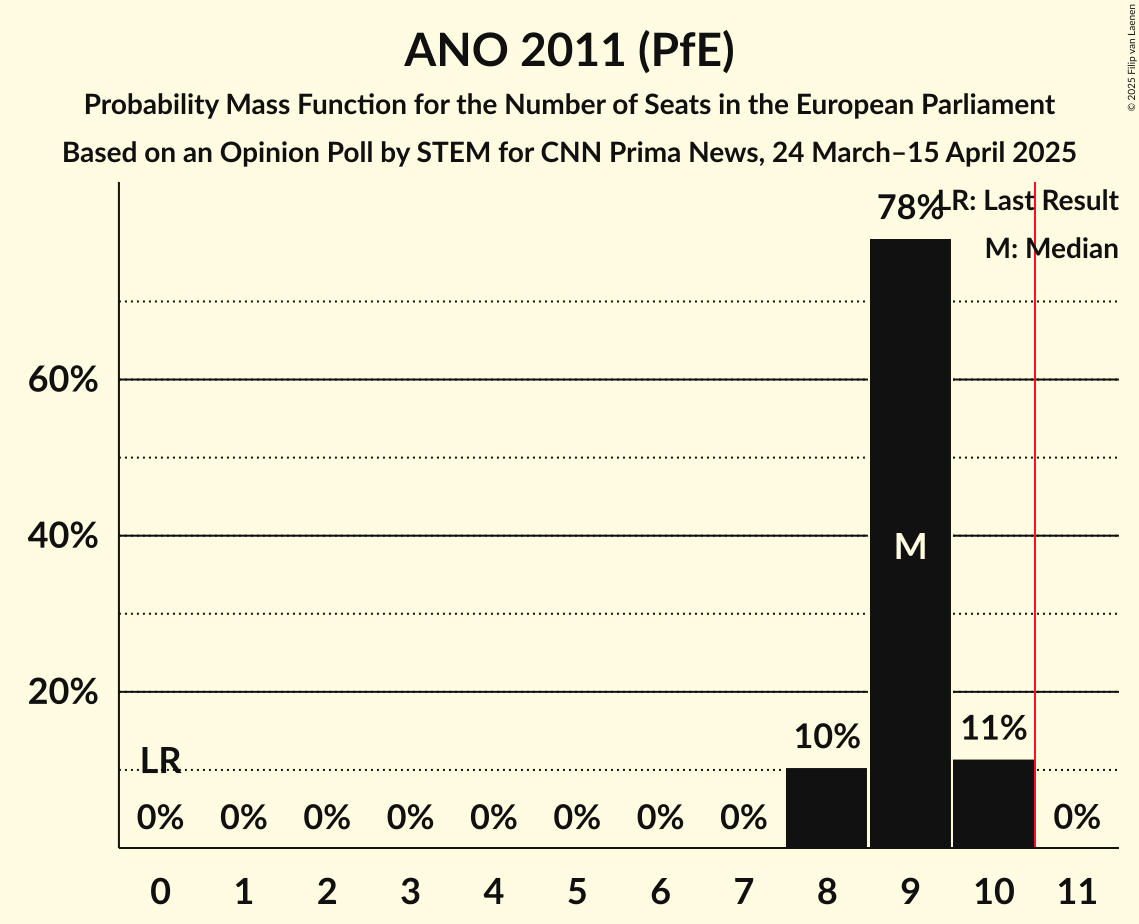 ANO 2011 (PfE)
Probability Mass Function for the Number of Seats in the European Parliament
Based on an Opinion Poll by STEM for CNN Prima News, 24 March–15 April 2025
© 2025 Filip van Laenen
LR: Last Result
M: Median
78%
60%
40%
20%
M
LR
10%
11%
0% 0% 0% 0% 0% 0% 0% 0% 0%
0 1 2 3 4 5 6 7 8 9 10 11